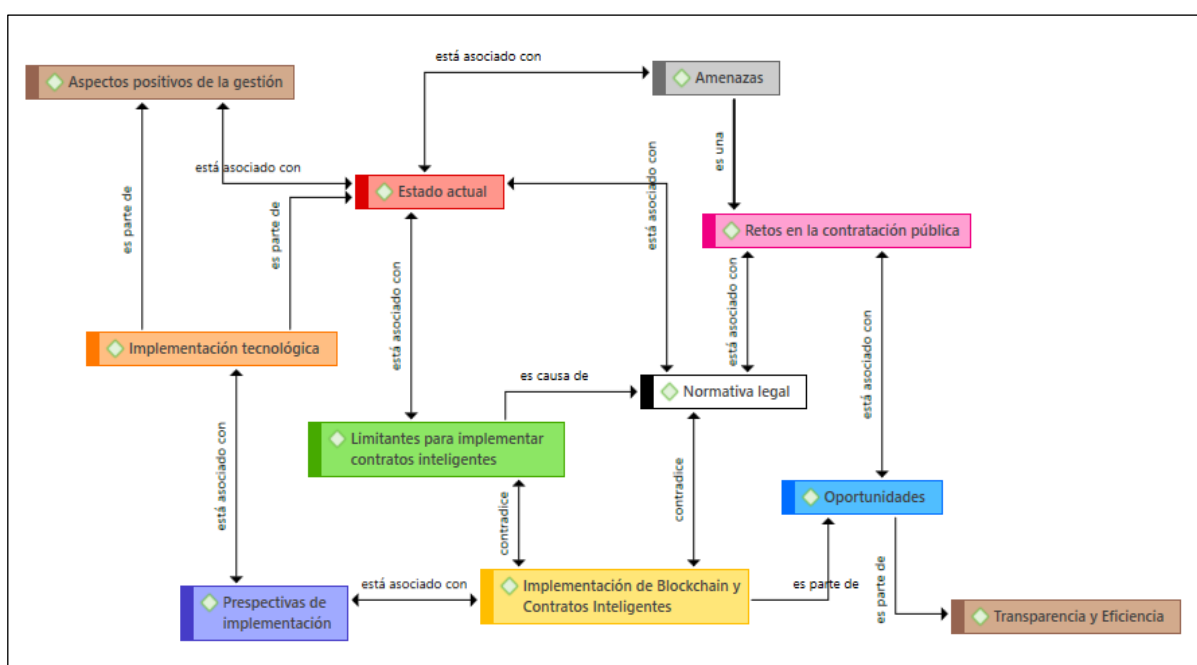 está asociado con
Aspectos positivos de la gestión
Amenazas
es una
está asociado con
está asociado con
Estado actual
es parte de
es parte de
está asociado con
Retos en la contratación pública
está asociado con
está asociado con
está asociado con
Implementación tecnológica
es causa de
Normativa legal
Limitantes para implementar
contratos inteligentes
está asociado con
contradice
contradice
Oportunidades
es parte de
está asociado con
Prespectivas de
implementación
Implementación de Blockchain y
Contratos Inteligentes
es parte de
Transparencia y Eficiencia